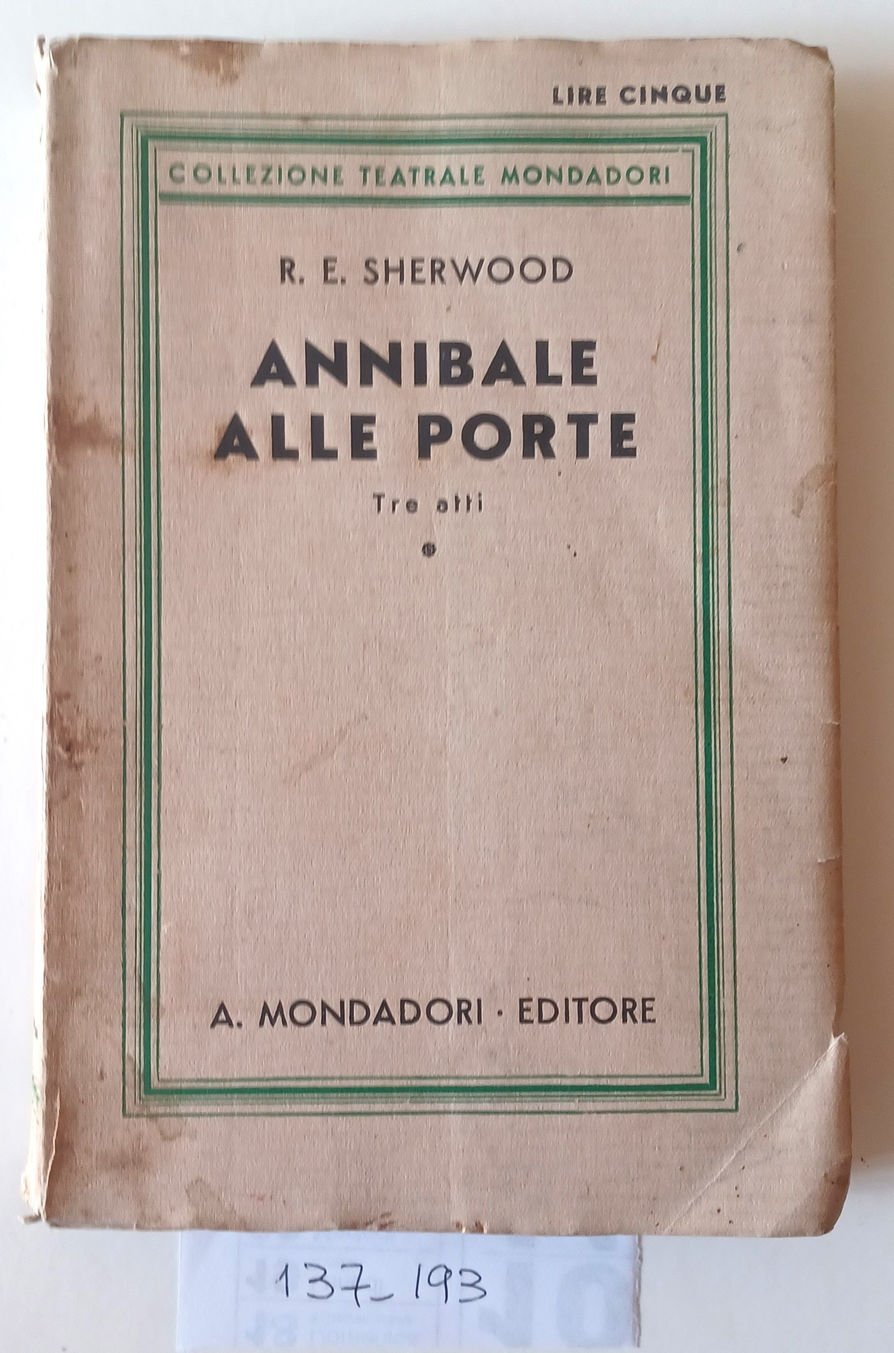 LIRE CINQUE
COLLEZIONE TEATRALE MONDADORI
R. E. SHERWOOD
ANNIBALE
ALLE PORTE
Tre atti
A. MONDADORI · EDITORE
137_193